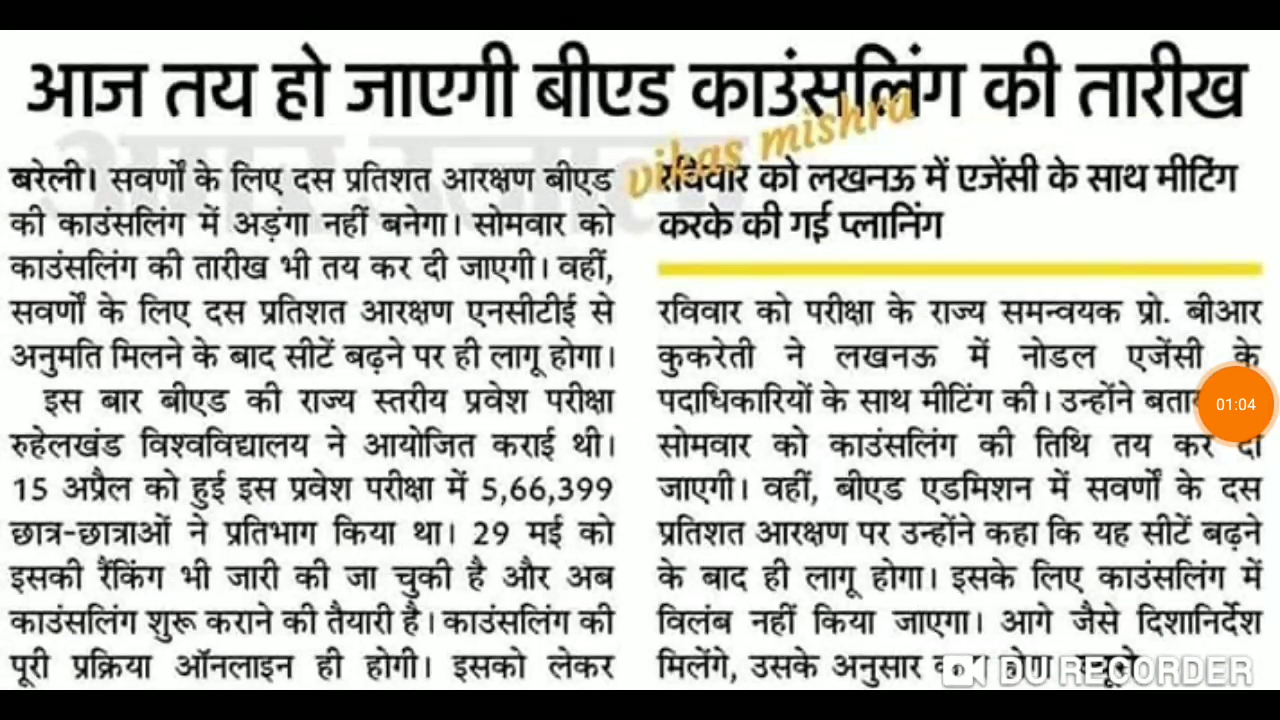 आज तय हो जाएगी बीएड काउंसलिंग की तारीख
vikas mishra
बरेली। सवर्णों के लिए दस प्रतिशत आरक्षण बीएड
की काउंसलिंग में अड़ंगा नहीं बनेगा। सोमवार को
काउंसलिंग की तारीख भी तय कर दी जाएगी। वहीं,
सवर्णों के लिए दस प्रतिशत आरक्षण एनसीटीई से
अनुमति मिलने के बाद सीटें बढ़ने पर ही लागू होगा।
इस बार बीएड की राज्य स्तरीय प्रवेश परीक्षा
रुहेलखंड विश्वविद्यालय ने आयोजित कराई थी।
15 अप्रैल को हुई इस प्रवेश परीक्षा में 5,66,399
छात्र-छात्राओं ने प्रतिभाग किया था। 29 मई को
इसकी रैंकिंग भी जारी की जा चुकी है और अब
काउंसलिंग शुरू कराने की तैयारी है। काउंसलिंग की
पूरी प्रक्रिया ऑनलाइन ही होगी। इसको लेकर
रविवार को लखनऊ में एजेंसी के साथ मीटिंग
करके की गई प्लानिंग
रविवार को परीक्षा के राज्य समन्वयक प्रो. बीआर
कुकरेती ने लखनऊ में नोडल एजेंसी के
पदाधिकारियों के साथ मीटिंग की। उन्होंने
सोमवार को काउंसलिंग की तिथि तय कर दी
जाएगी। वहीं, बीएड एडमिशन में सवर्णों के दस
प्रतिशत आरक्षण पर उन्होंने कहा कि यह सीटें बढ़ने
के बाद ही लागू होगा। इसके लिए काउंसलिंग में
विलंब नहीं किया जाएगा। आगे जैसे दिशानिर्देश
मिलेंगे, उसके अनुसार
01:04
DU RECORDER